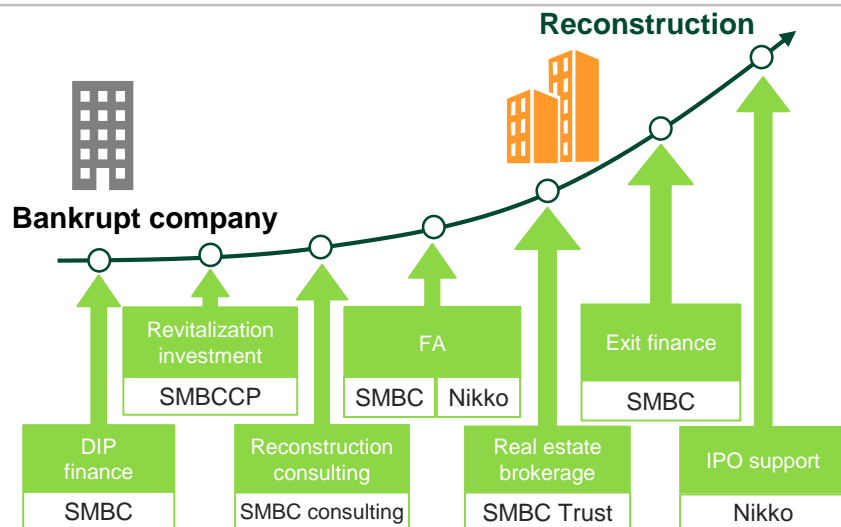 Reconstruction
Bankrupt company
Revitalization
investment
SMBCCP
FA
SMBC
Nikko
Exit finance
SMBC
DIP
finance
SMBC
Reconstruction
consulting
SMBC consulting
Real estate
brokerage
SMBC Trust
IPO support
Nikko